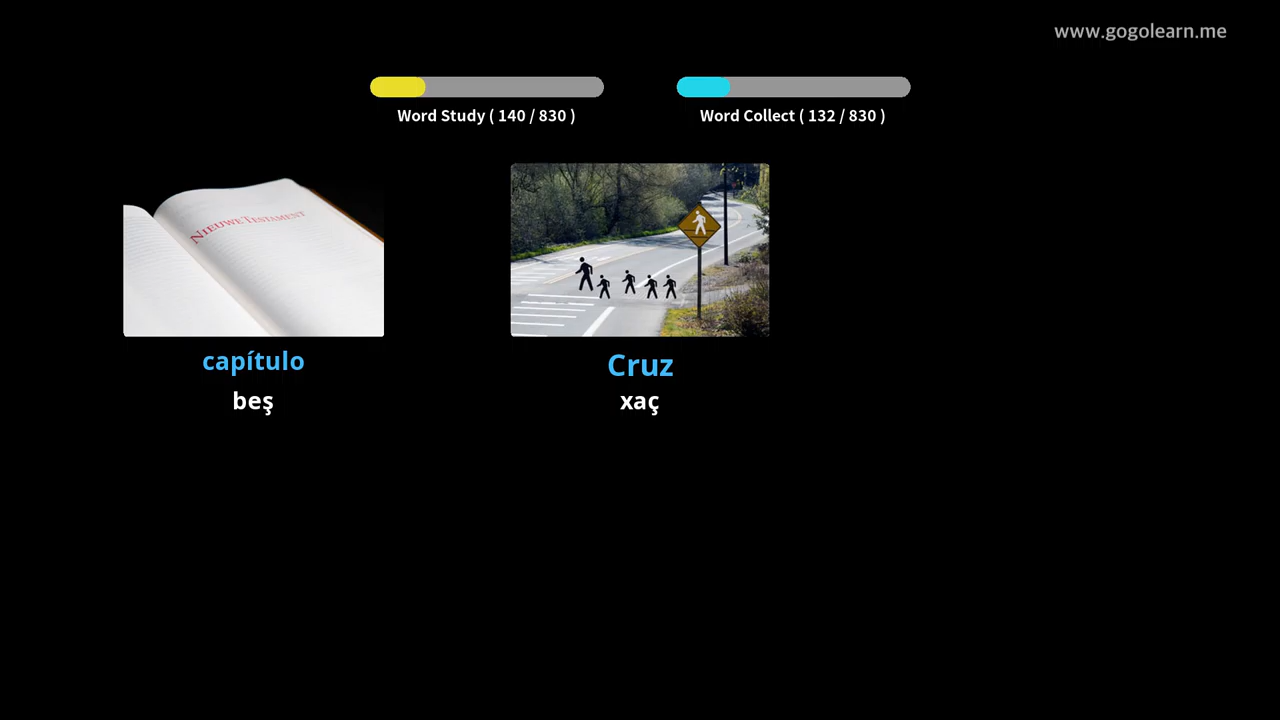 www.gogolearn.me
Word Study ( 140 / 830 )
Word Collect ( 132 / 830 )
NIEUWE TESTAMENT
capítulo
Cruz
beş
xaç